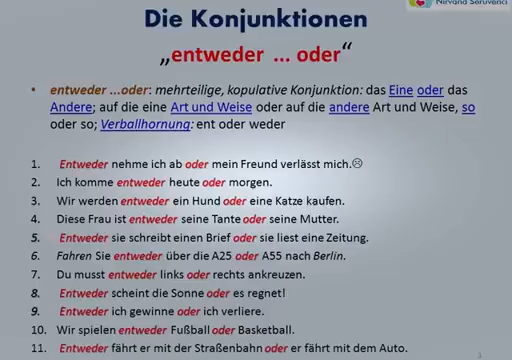 Nirvana Seruvenci
Die Konjunktionen
„entweder ... oder“
• entweder ...oder: mehrteilige, kopulative Konjunktion: das Eine oder das
Andere; auf die eine Art und Weise oder auf die andere Art und Weise, so
oder so; Verballhornung: ent oder weder
1. Entweder nehme ich ab oder mein Freund verlässt mich.☹
2. Ich komme entweder heute oder morgen.
3. Wir werden entweder ein Hund oder eine Katze kaufen.
4. Diese Frau ist entweder seine Tante oder seine Mutter.
5. Entweder sie schreibt einen Brief oder sie liest eine Zeitung.
6. Fahren Sie entweder über die A25 oder A55 nach Berlin.
7. Du musst entweder links oder rechts ankreuzen.
8. Entweder scheint die Sonne oder es regnet!
9. Entweder ich gewinne oder ich verliere.
10. Wir spielen entweder Fußball oder Basketball.
11. Entweder fährt er mit der Straßenbahn oder er fährt mit dem Auto.
3